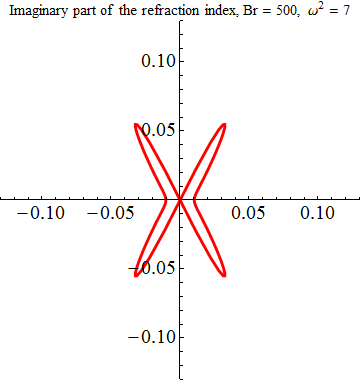 Imaginary part of the refraction index, Br = 500, ω² = 7
0.10
0.05
−0.10 −0.05 0.05 0.10
−0.05
−0.10